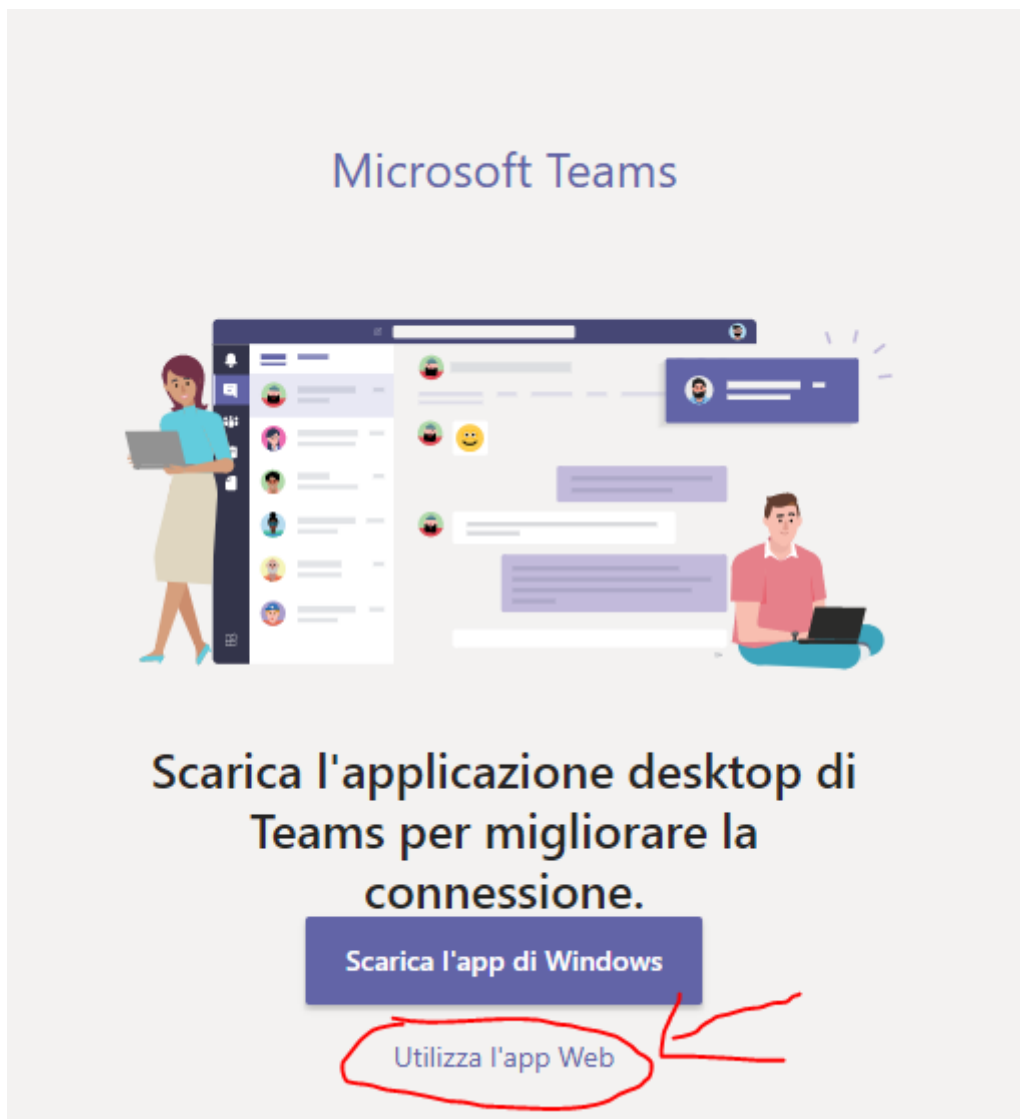 Microsoft Teams
Scarica l'applicazione desktop di
Teams per migliorare la
connessione.
Scarica l'app di Windows
Utilizza l'app Web